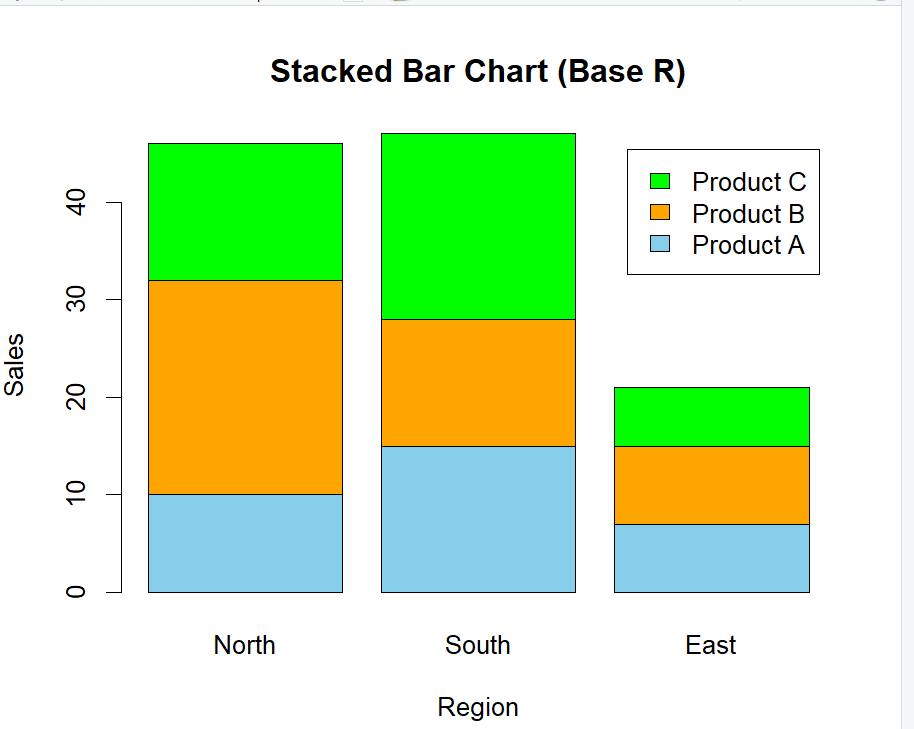 Stacked Bar Chart (Base R)
Product C
Product B
Product A
Sales
40
30
20
10
0
North
South
East
Region